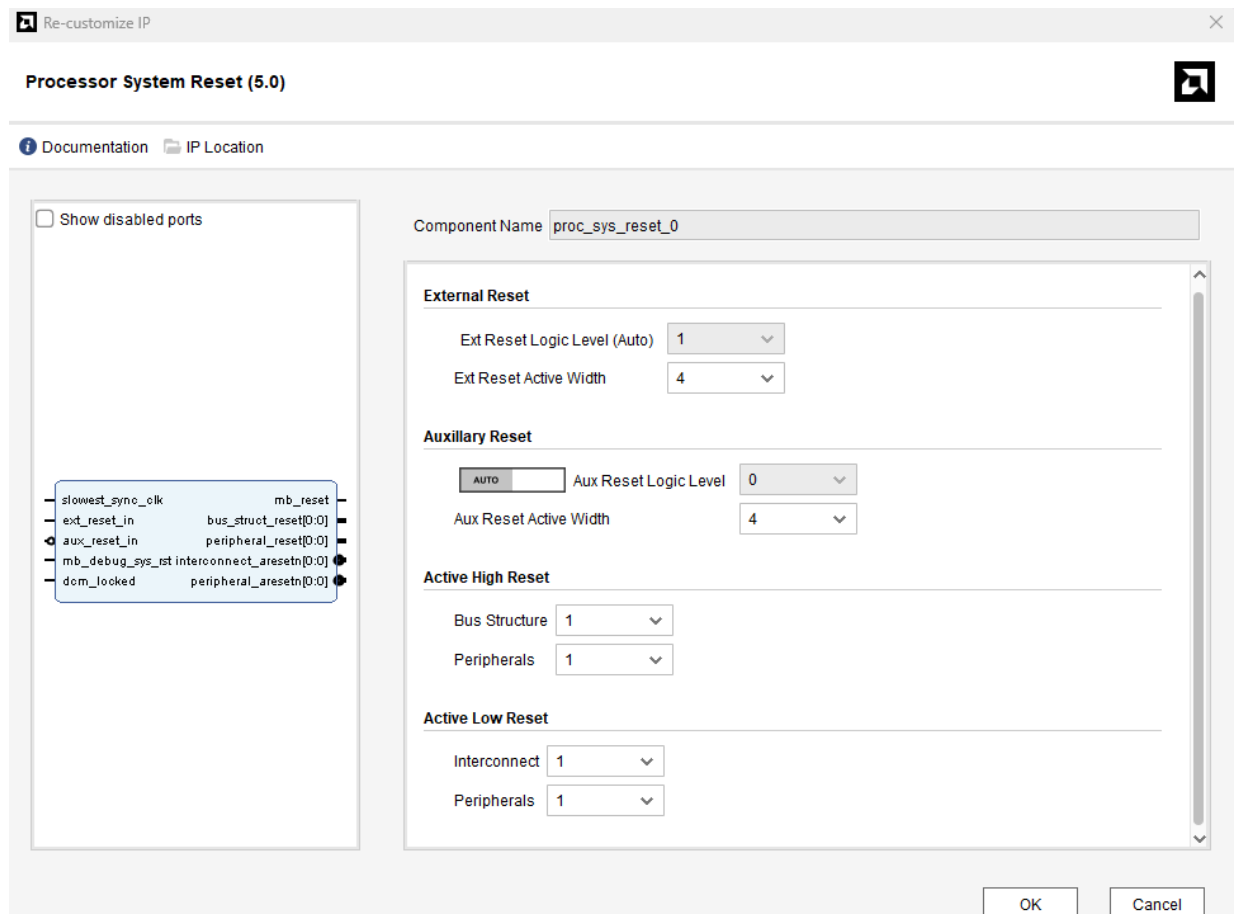 Re-customize IP
Processor System Reset (5.0)
Documentation IP Location
Show disabled ports
slowest_sync_clk mb_reset
ext_reset_in bus_struct_reset[0:0]
aux_reset_in peripheral_reset[0:0]
mb_debug_sys_rst interconnect_aresetn[0:0]
dcm_locked peripheral_aresetn[0:0]
Component Name proc_sys_reset_0
External Reset
Ext Reset Logic Level (Auto) 1
Ext Reset Active Width 4
Auxillary Reset
AUTO Aux Reset Logic Level 0
Aux Reset Active Width 4
Active High Reset
Bus Structure 1
Peripherals 1
Active Low Reset
Interconnect 1
Peripherals 1
OK Cancel